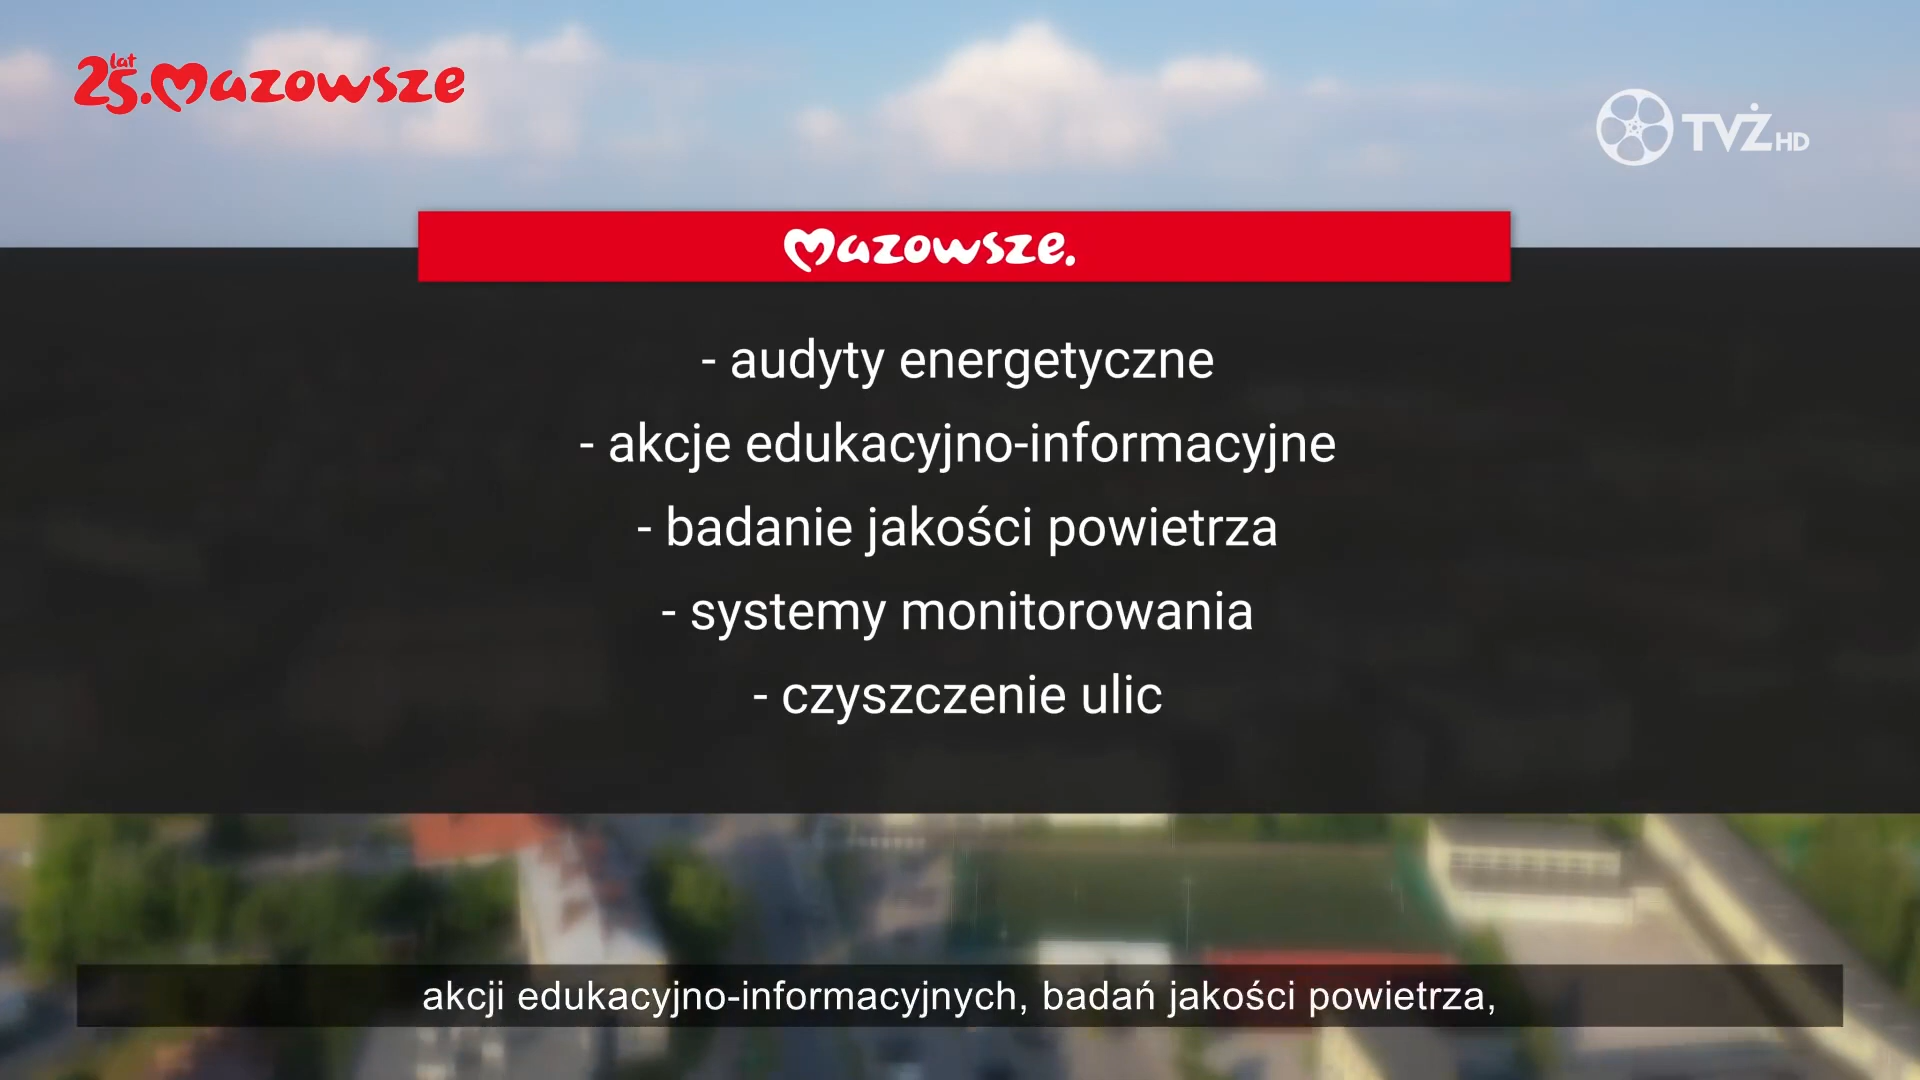 25 lat. Mazowsze
TVŻ HD
Mazowsze.
- audyty energetyczne
- akcje edukacyjno-informacyjne
- badanie jakości powietrza
- systemy monitorowania
- czyszczenie ulic
akcji edukacyjno-informacyjnych, badań jakości powietrza,